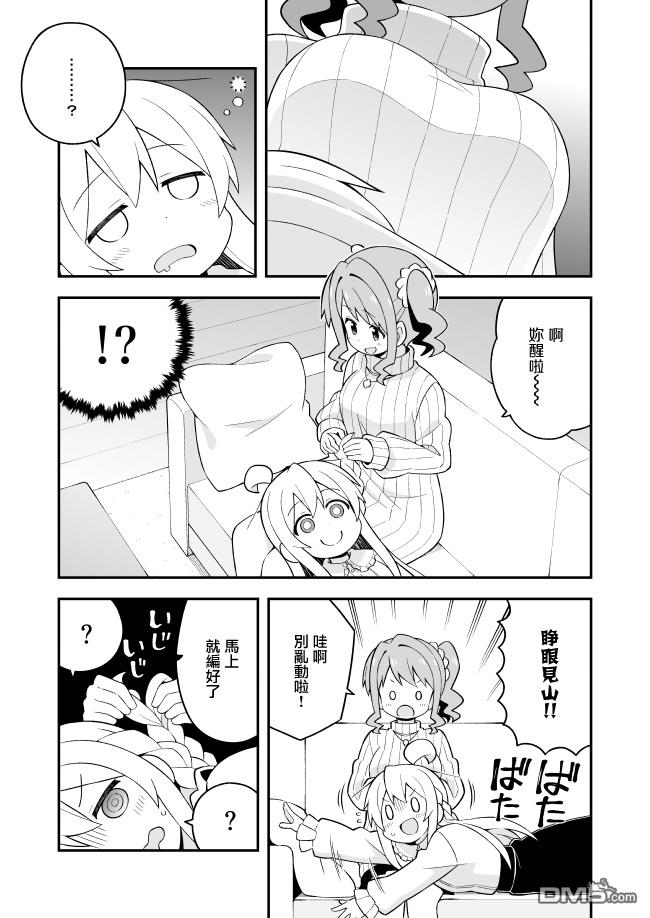 ………？
啊
妳醒啦～～
！？
睜眼見山！！
ばた
ばた
哇啊
別亂動啦！
馬上
就編好了
いじ
いじ
？
？
DM5.com